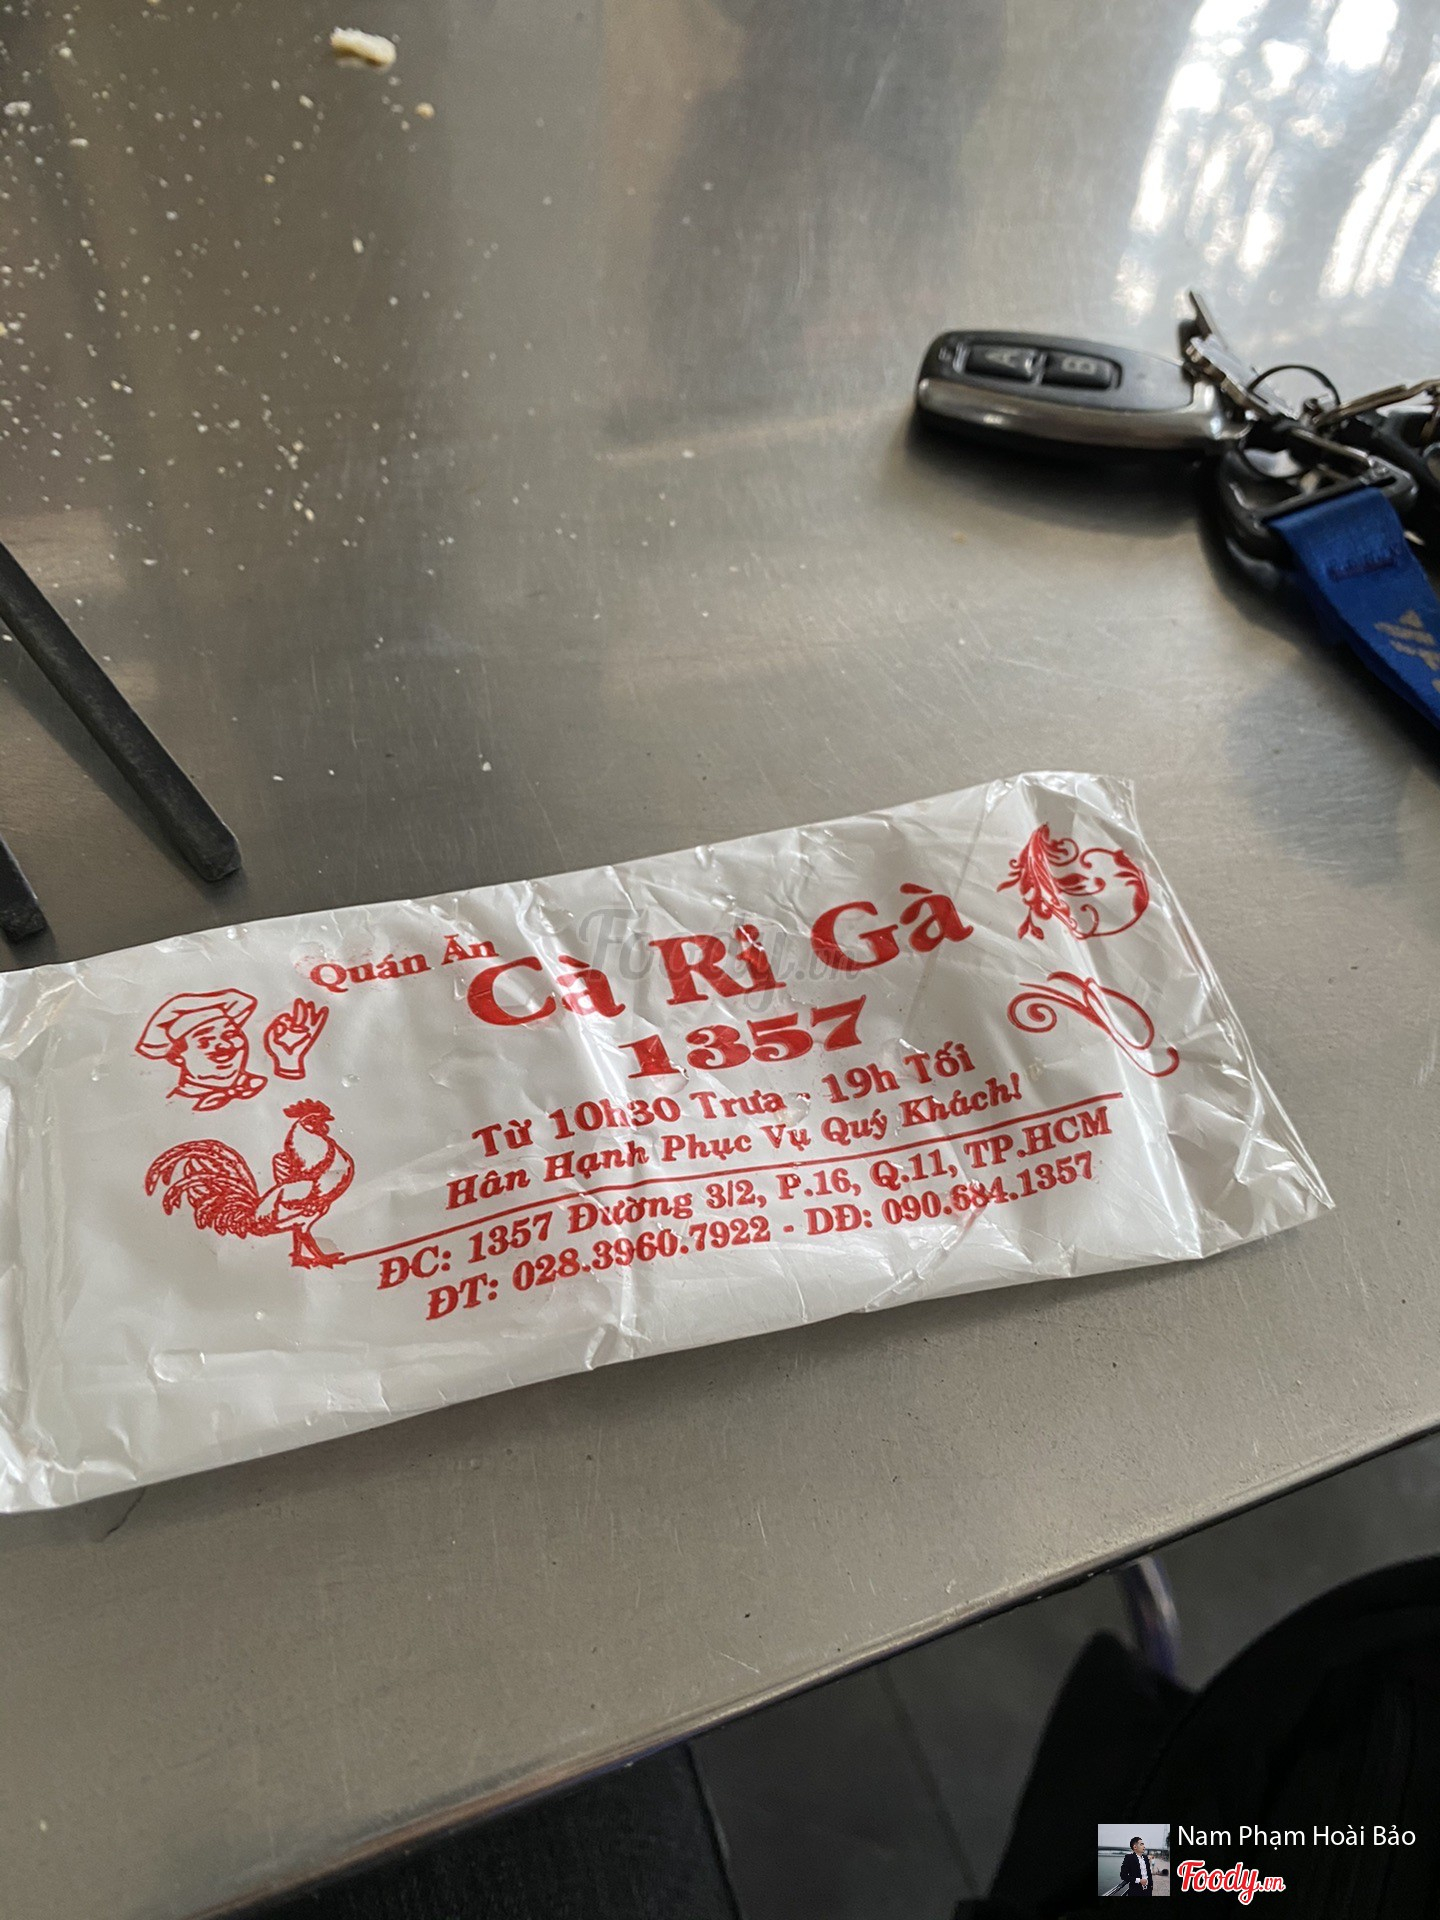 F A B
Quán Ăn
Cà Ri Gà
1357
Từ 10h30 Trưa - 19h Tối
Hân Hạnh Phục Vụ Quý Khách!
ĐC: 1357 Đường 3/2, P.16, Q.11, TP.HCM
ĐT: 028.3960.7922 - DĐ: 090.684.1357
Foody.vn
Nam Phạm Hoài Bảo
Foody.vn